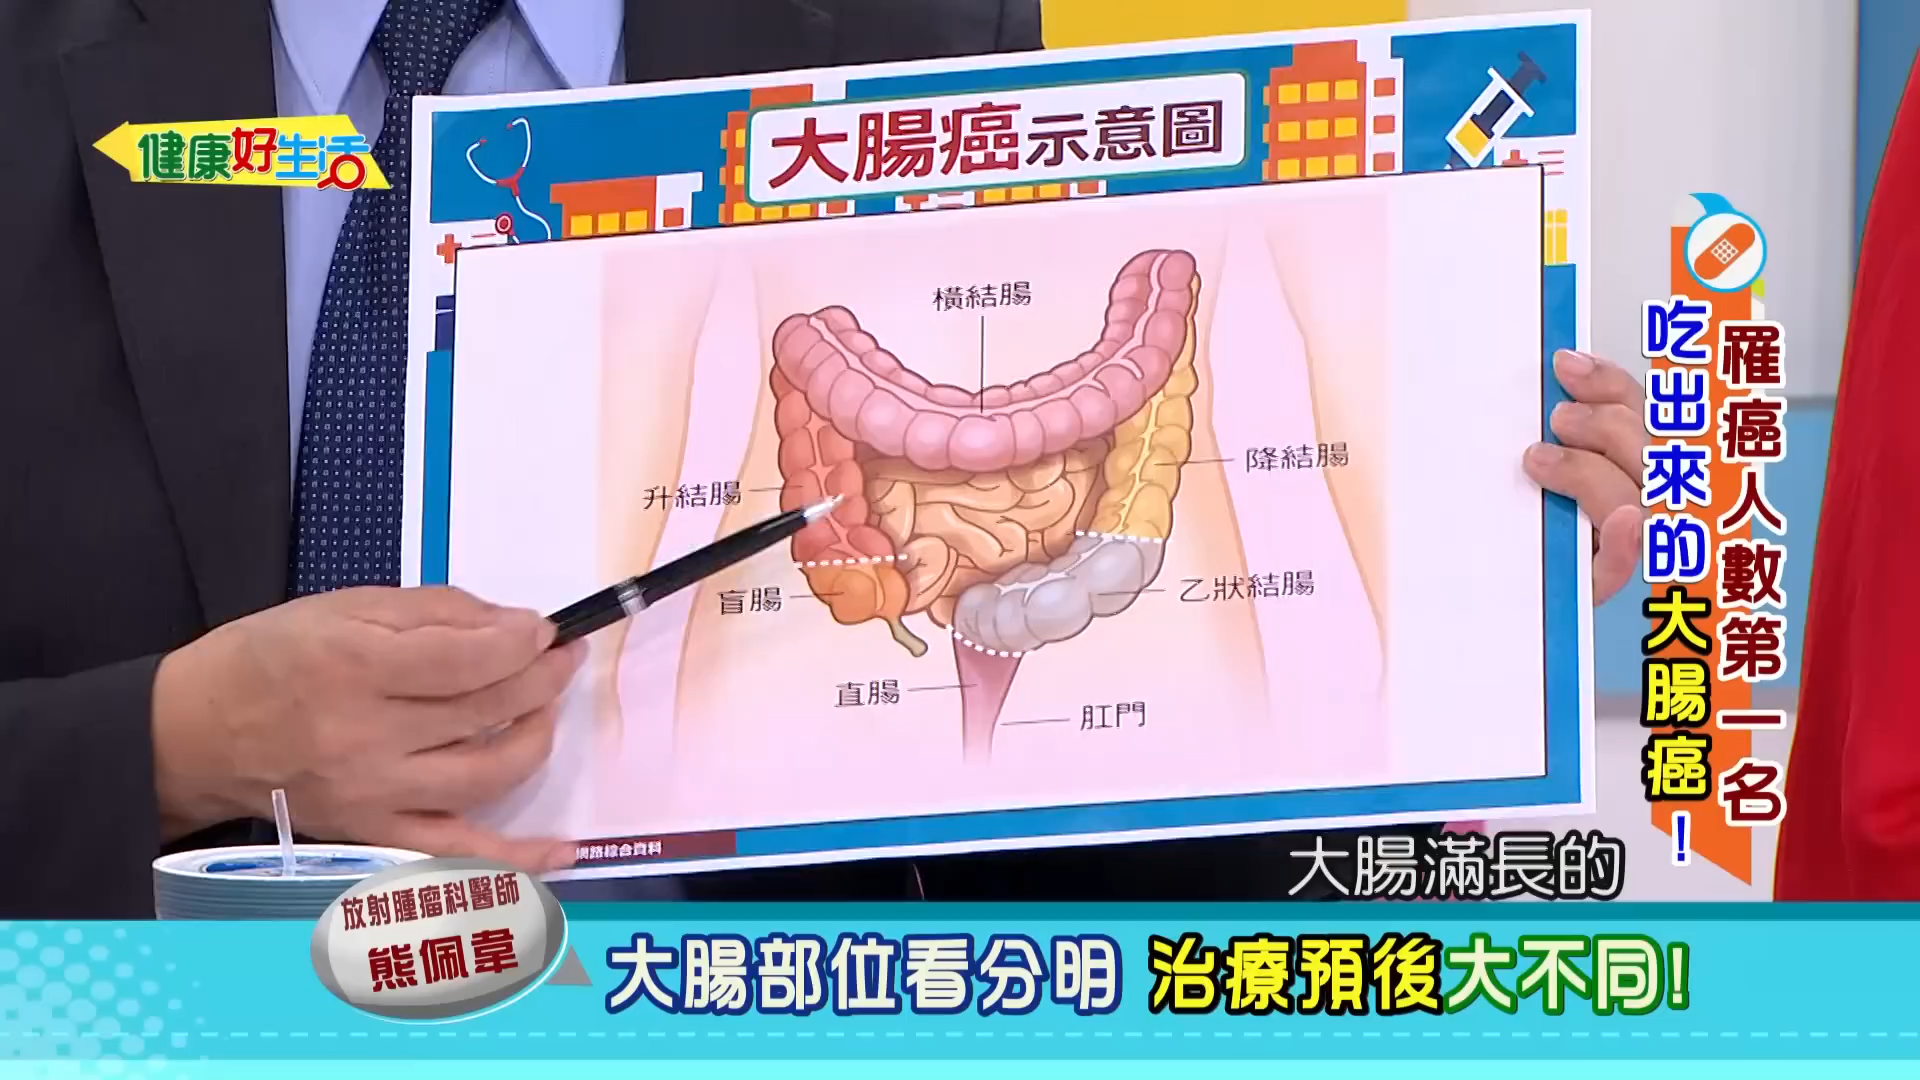 健康好生活
大腸癌示意圖
橫結腸
降結腸
升結腸
盲腸
乙狀結腸
直腸
肛門
網路綜合資料
罹癌人數第一名
吃出來的大腸癌!
大腸滿長的
放射腫瘤科醫師
熊佩韋
大腸部位看分明 治療預後大不同!